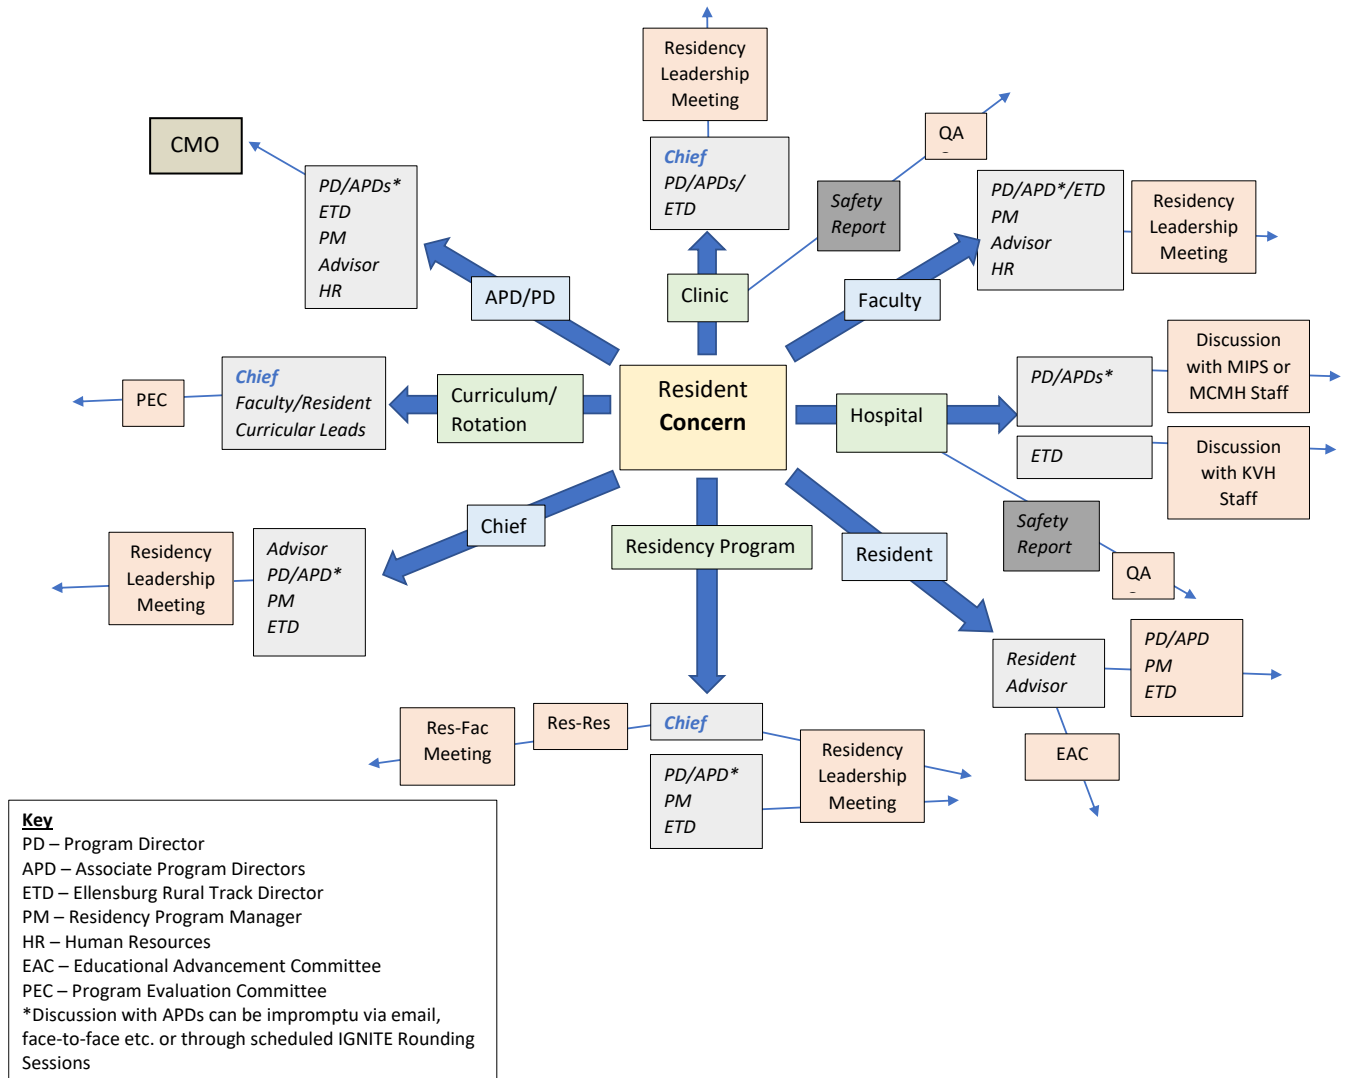 Residency
Leadership
Meeting
CMO
QA
Chief
PD/APDs/
ETD
PD/APDs*
ETD
PM
Advisor
HR
Safety
Report
PD/APD*/ETD
PM
Advisor
HR
Residency
Leadership
Meeting
APD/PD
Clinic
Faculty
Discussion
with MIPS or
MCMH Staff
PD/APDs*
Resident
Concern
Curriculum/
Rotation
Chief
Faculty/Resident
Curricular Leads
PEC
Hospital
ETD
Discussion
with KVH
Staff
Chief
Safety
Report
Residency Program
Resident
QA
Residency
Leadership
Meeting
Advisor
PD/APD*
PM
ETD
Resident
Advisor
PD/APD
PM
ETD
Res-Fac
Meeting
Res-Res
Chief
PD/APD*
PM
ETD
Residency
Leadership
Meeting
EAC
Key
PD – Program Director
APD – Associate Program Directors
ETD – Ellensburg Rural Track Director
PM – Residency Program Manager
HR – Human Resources
EAC – Educational Advancement Committee
PEC – Program Evaluation Committee
*Discussion with APDs can be impromptu via email,
face-to-face etc. or through scheduled IGNITE Rounding
Sessions